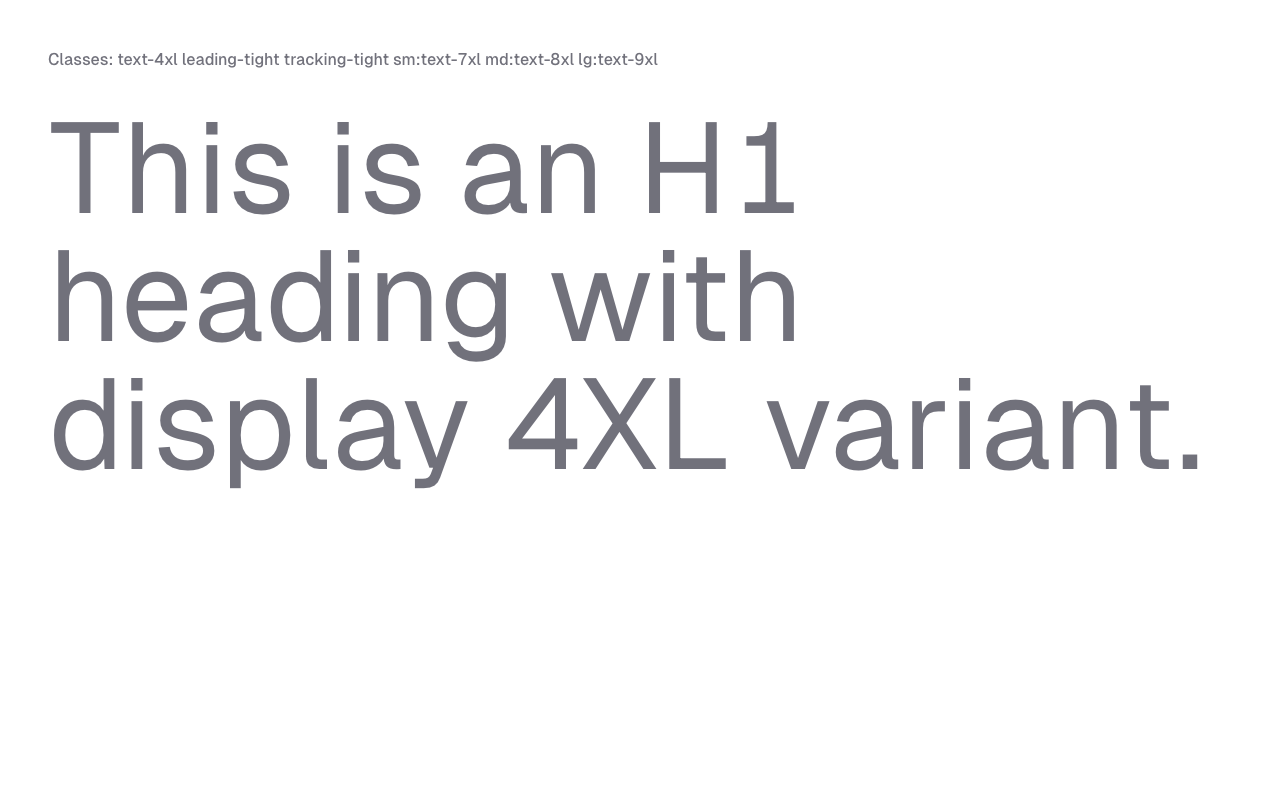 Classes: text-4xl leading-tight tracking-tight sm:text-7xl md:text-8xl lg:text-9xl
This is an H1
heading with
display 4XL variant.